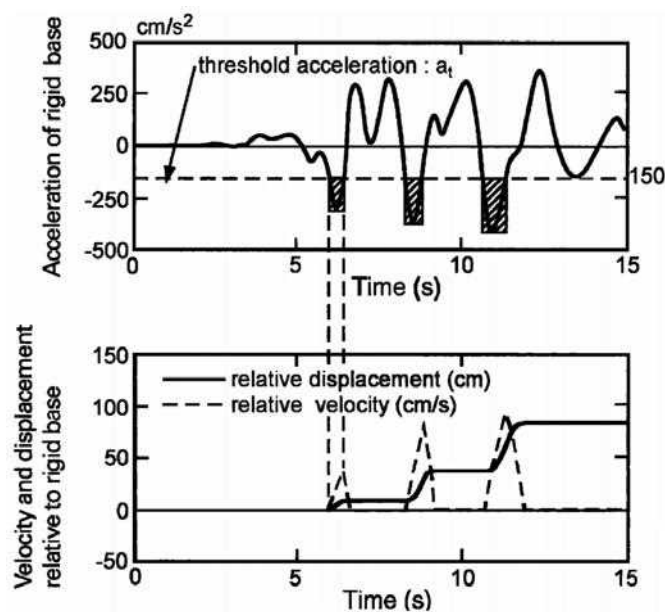 cm/s²
500
250
0
-250
-500
Acceleration of rigid base
threshold acceleration : aₜ
150
0
5
10
15
Time (s)
150
100
50
0
-50
Velocity and displacement
relative to rigid base
relative displacement (cm)
relative velocity (cm/s)
0
5
10
15
Time (s)